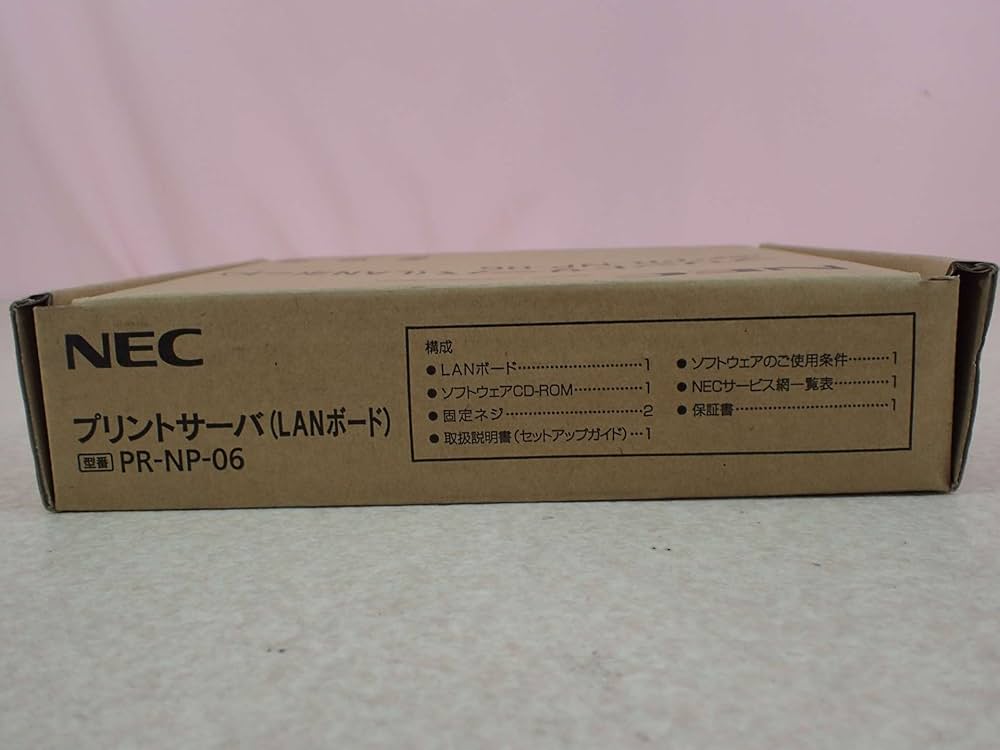 NEC
プリントサーバ(LANボード)
型番 PR-NP-06
構成
●LANボード……………………1
●ソフトウェアCD-ROM…………1
●固定ネジ……………………2
●取扱説明書(セットアップガイド)…1
●ソフトウェアのご使用条件………1
●NECサービス網一覧表…………1
●保証書………………………1